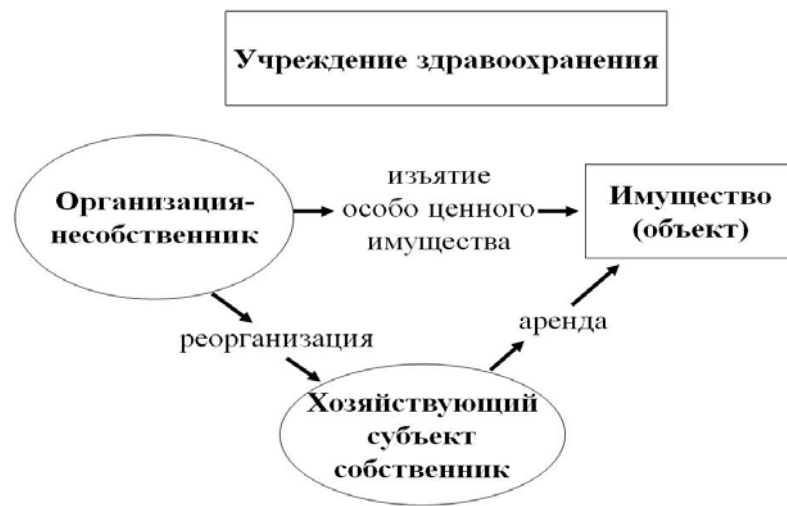 Учреждение здравоохранения
Организация-
несобственник
изъятие
особо ценного
имущества
Имущество
(объект)
реорганизация
аренда
Хозяйствующий
субъект
собственник